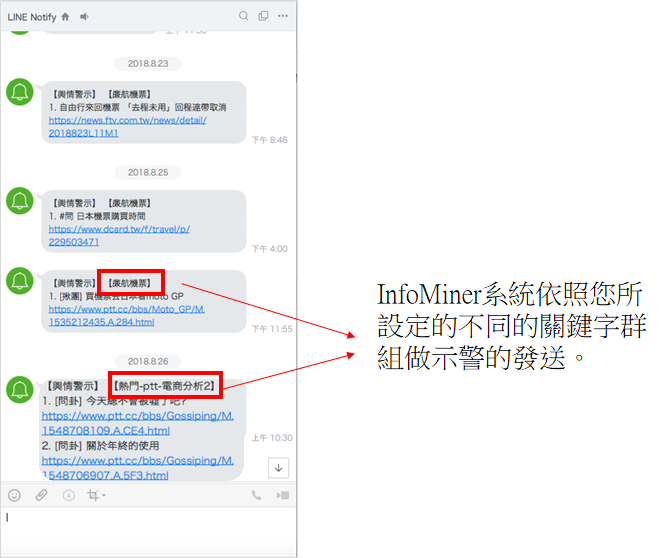 LINE Notify
2018.8.23
【輿情警示】 【廉航機票】
1. 自由行來回機票 「去程未用」回程連帶取消
https://news.ftv.com.tw/news/detail/
2018823L11M1
下午 8:46
2018.8.25
【輿情警示】 【廉航機票】
1. #問 日本機票購買時間
https://www.dcard.tw/f/travel/p/
229503471
下午 4:00
【輿情警示】 【廉航機票】
1. [揪團] 買機票去日本看moto GP
https://www.ptt.cc/bbs/Moto_GP/M.
1535212435.A.284.html
下午 11:55
2018.8.26
【輿情警示】 【熱門-ptt-電商分析2】
1. [問卦] 今天總不會被囉了吧?
https://www.ptt.cc/bbs/Gossiping/M.
1548708109.A.CE4.html
2. [問卦] 關於年終的使用
https://www.ptt.cc/bbs/Gossiping/M.
1548706907.A.5F3.html
上午 10:30
InfoMiner系統依照您所
設定的不同的關鍵字群
組做示警的發送。